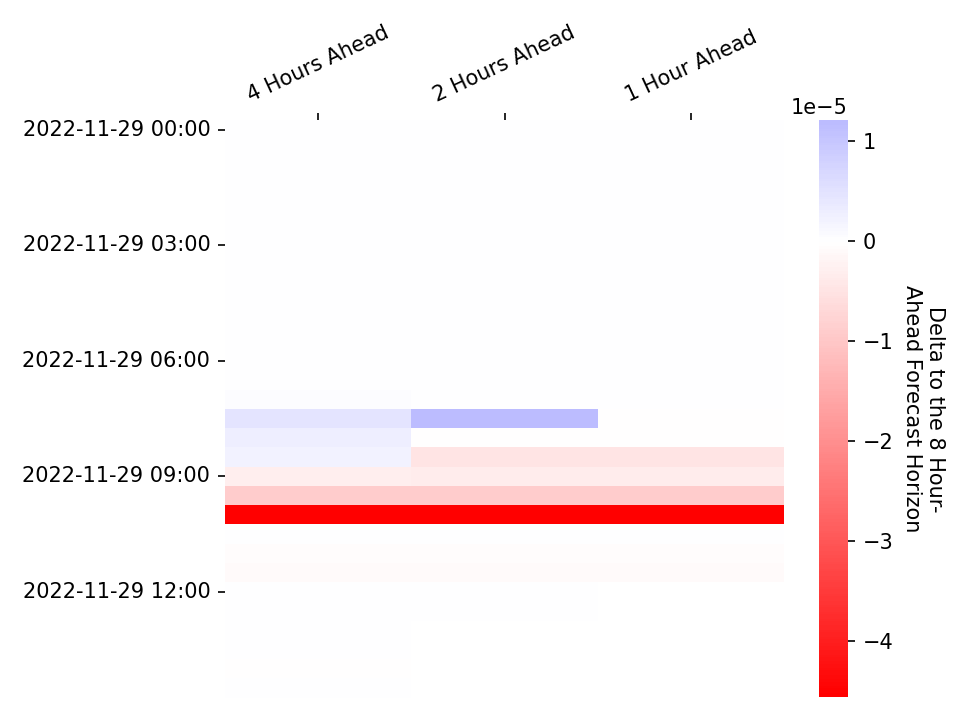 4 Hours Ahead
2 Hours Ahead
1 Hour Ahead
1e−5
2022-11-29 00:00
2022-11-29 03:00
2022-11-29 06:00
2022-11-29 09:00
2022-11-29 12:00
1
0
−1
−2
−3
−4
Delta to the 8 Hour-
Ahead Forecast Horizon